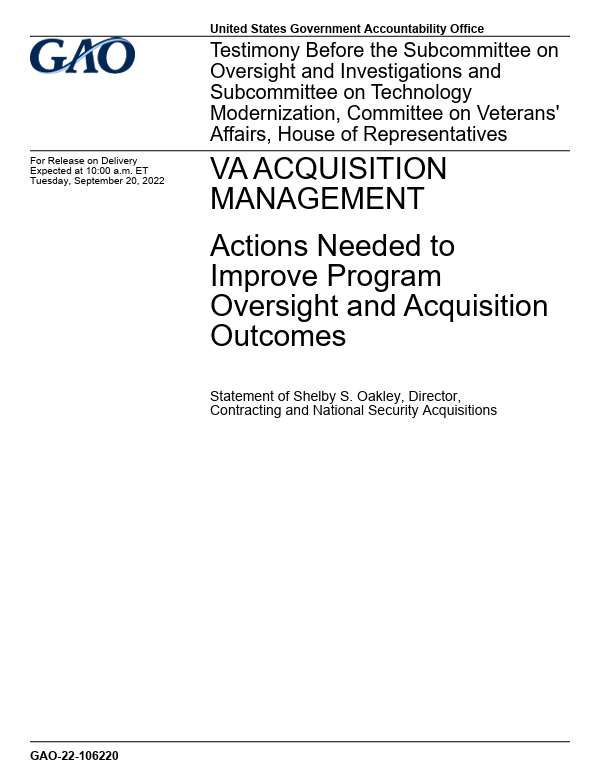 United States Government Accountability Office
GAO
Testimony Before the Subcommittee on
Oversight and Investigations and
Subcommittee on Technology
Modernization, Committee on Veterans'
Affairs, House of Representatives
For Release on Delivery
Expected at 10:00 a.m. ET
Tuesday, September 20, 2022
VA ACQUISITION
MANAGEMENT
Actions Needed to
Improve Program
Oversight and Acquisition
Outcomes
Statement of Shelby S. Oakley, Director,
Contracting and National Security Acquisitions
GAO-22-106220